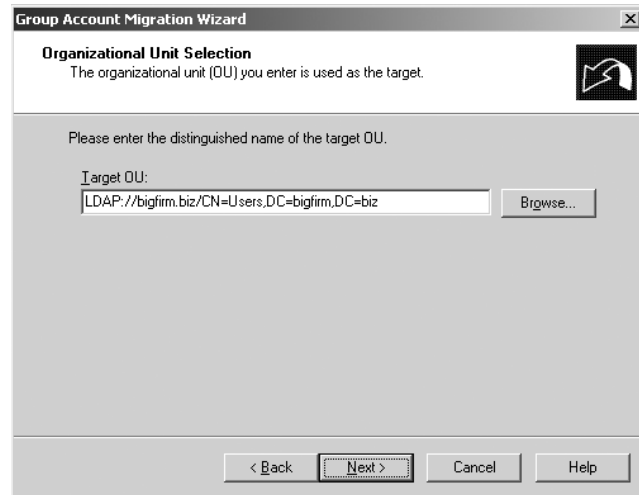 Group Account Migration Wizard
Organizational Unit Selection
The organizational unit (OU) you enter is used as the target.
Please enter the distinguished name of the target OU.
Target OU:
LDAP://bigfirm.biz/CN=Users,DC=bigfirm,DC=biz
Browse...
< Back
Next >
Cancel
Help